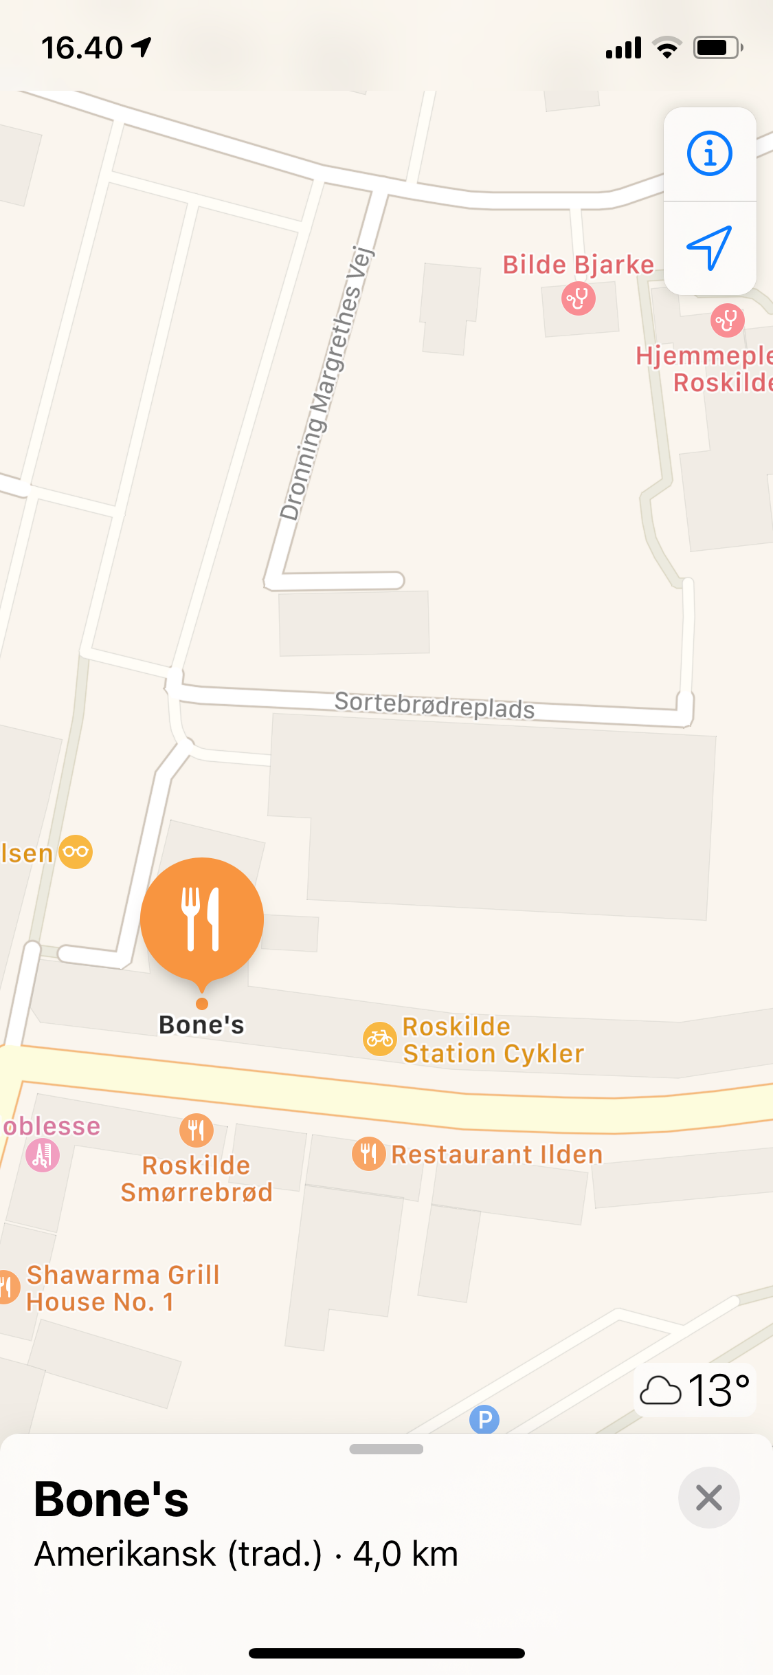 16.40
Bilde Bjarke
Hjemmeple
Roskilde
Dronning Margrethes Vej
Sortebrødreplads
lsen
Bone's
Roskilde
Station Cykler
oblesse
Roskilde
Smørrebrød
Restaurant Ilden
Shawarma Grill
House No. 1
13°
P
Bone's
Amerikansk (trad.) · 4,0 km